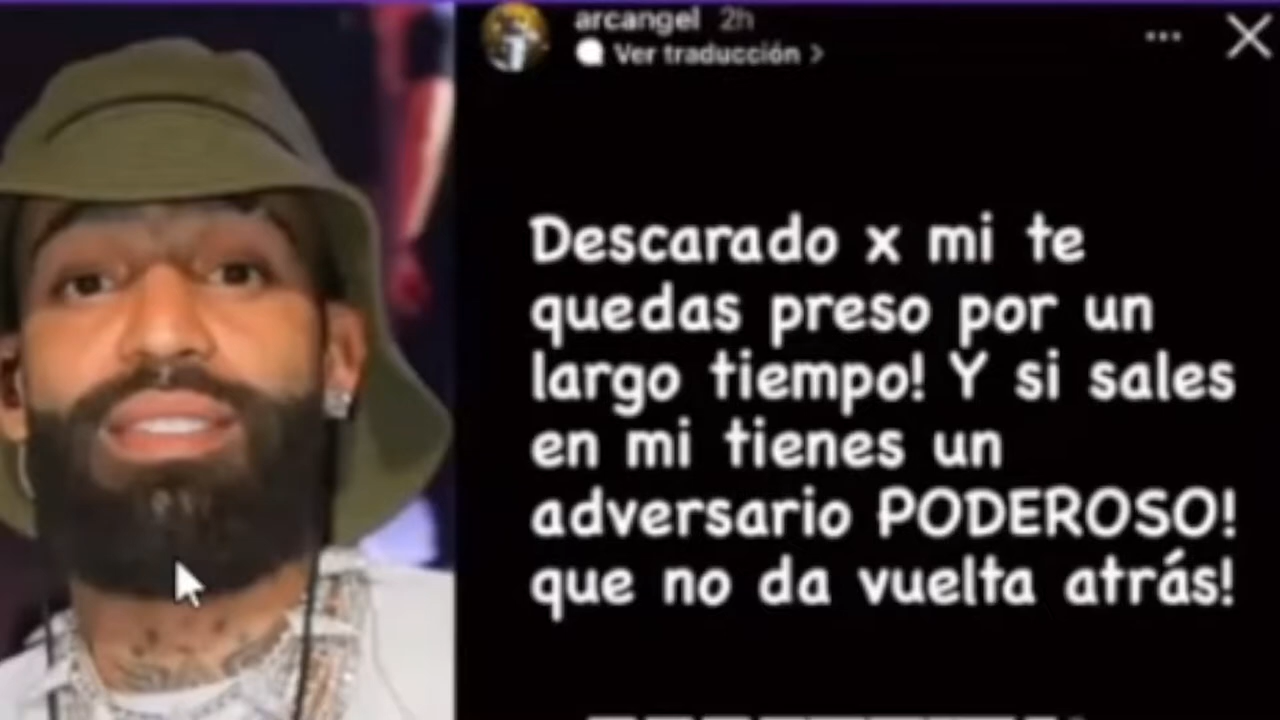 arcangel 2h
Ver traducción >
Descarado x mi te
quedas preso por un
largo tiempo! Y si sales
en mi tienes un
adversario PODEROSO!
que no da vuelta atrás!